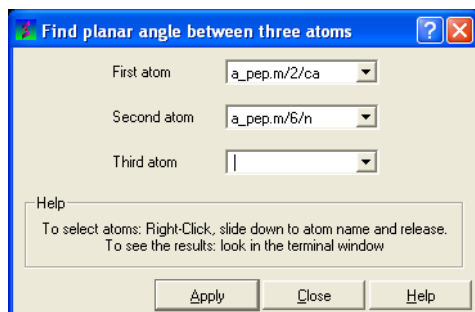 Find planar angle between three atoms
First atom a_pep.m/2/ca
Second atom a_pep.m/6/n
Third atom
Help
To select atoms: Right-Click, slide down to atom name and release.
To see the results: look in the terminal window
Apply Close Help